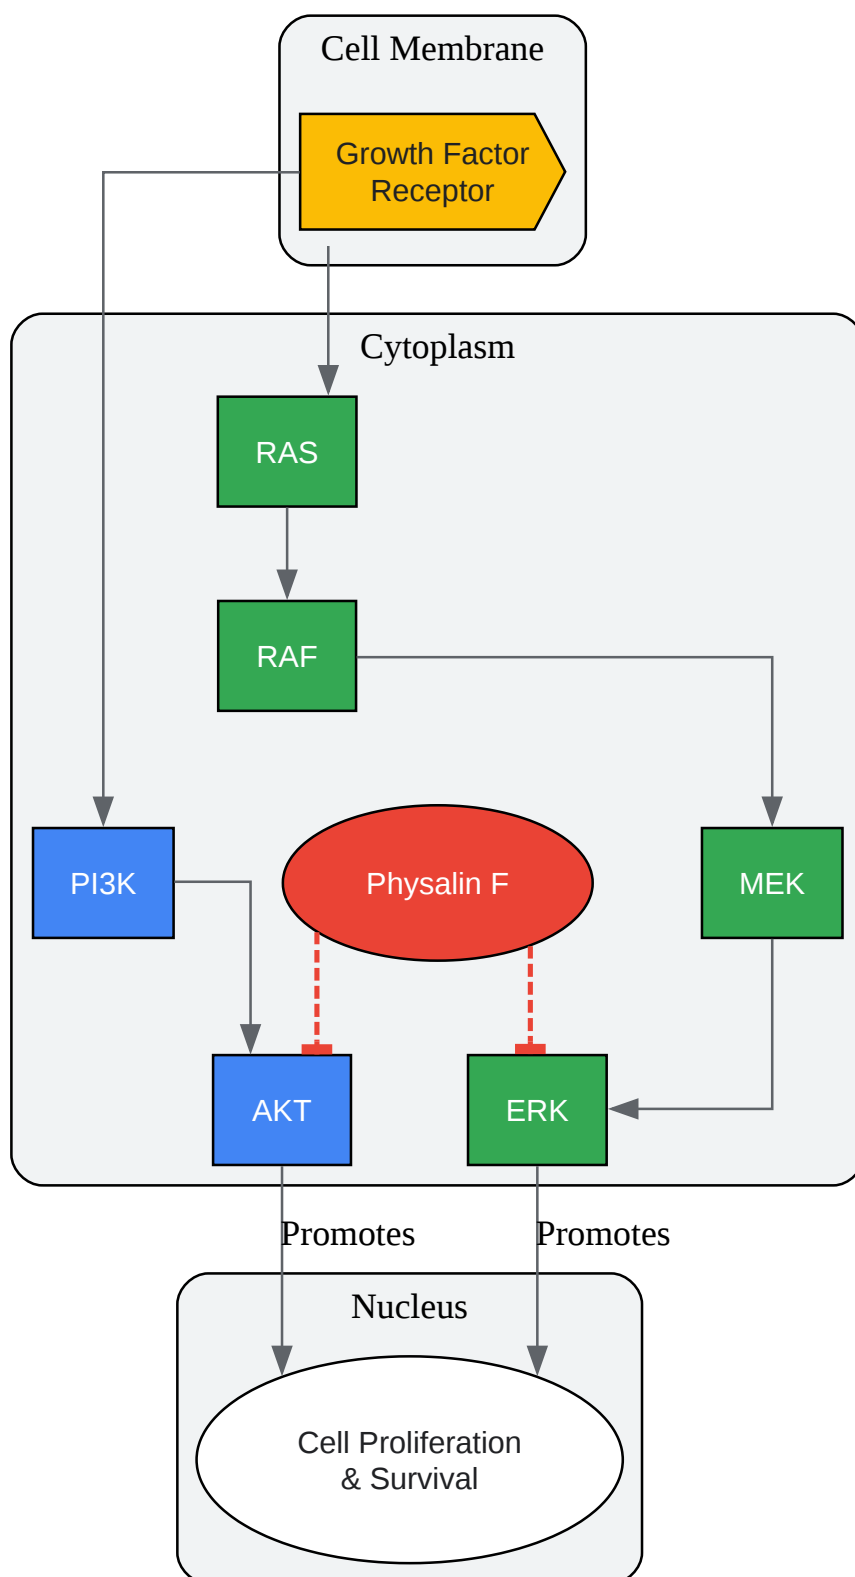 Cell Membrane
Growth Factor
Receptor
Cytoplasm
RAS
RAF
PI3K
Physalin F
MEK
AKT
ERK
Promotes
Promotes
Nucleus
Cell Proliferation
& Survival